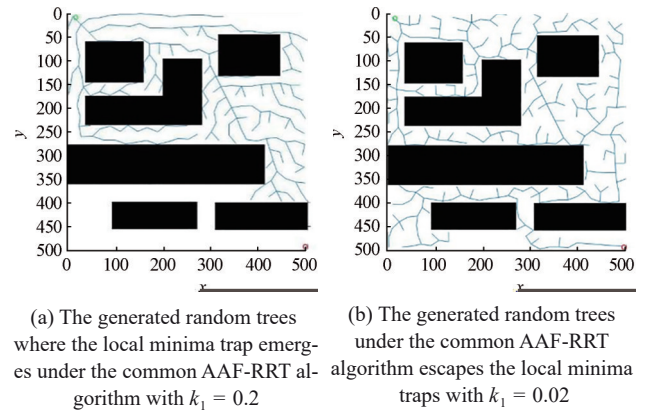 0
50
100
150
200
250
300
350
400
450
500
y
0 100 200 300 400 500
x
(a) The generated random trees
where the local minima trap emerg-
es under the common AAF-RRT al-
gorithm with k₁ = 0.2
0
50
100
150
200
250
300
350
400
450
500
y
0 100 200 300 400 500
x
(b) The generated random trees
under the common AAF-RRT
algorithm escapes the local minima
traps with k₁ = 0.02